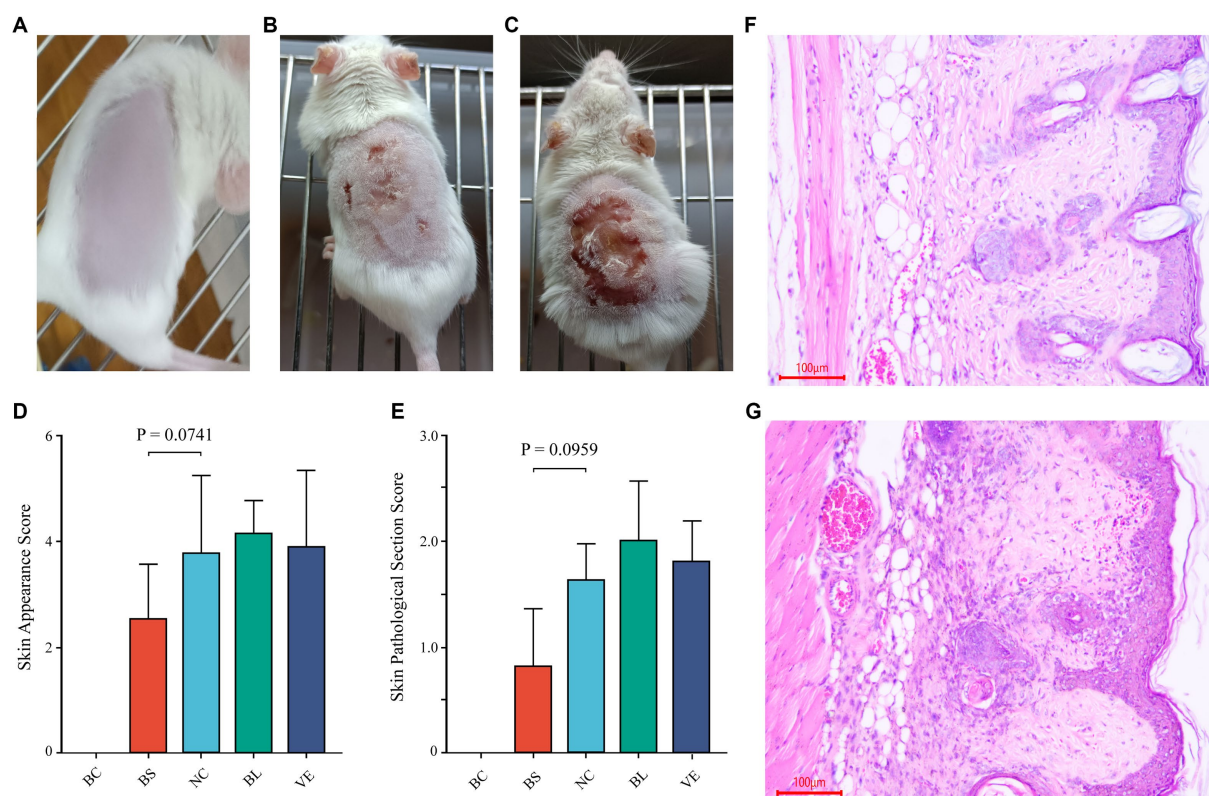 A
B
C
F
100μm
D
Skin Appearance Score
6
4
2
0
P = 0.0741
BC
BS
NC
BL
VE
E
Skin Pathological Section Score
3.0
2.0
1.0
0
P = 0.0959
BC
BS
NC
BL
VE
G
100μm